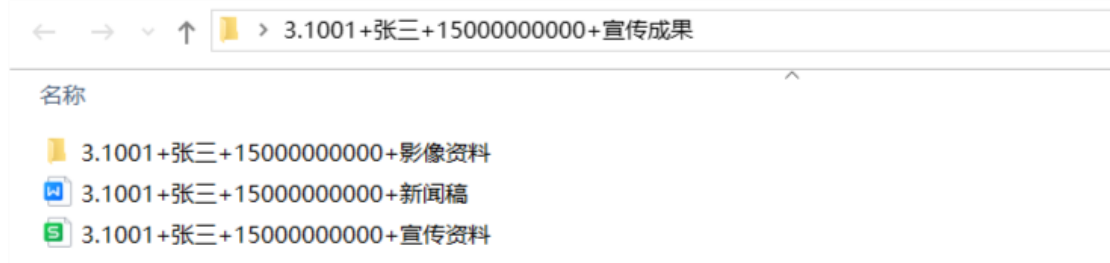 3.1001+张三+15000000000+宣传成果
名称
3.1001+张三+15000000000+影像资料
3.1001+张三+15000000000+新闻稿
3.1001+张三+15000000000+宣传资料